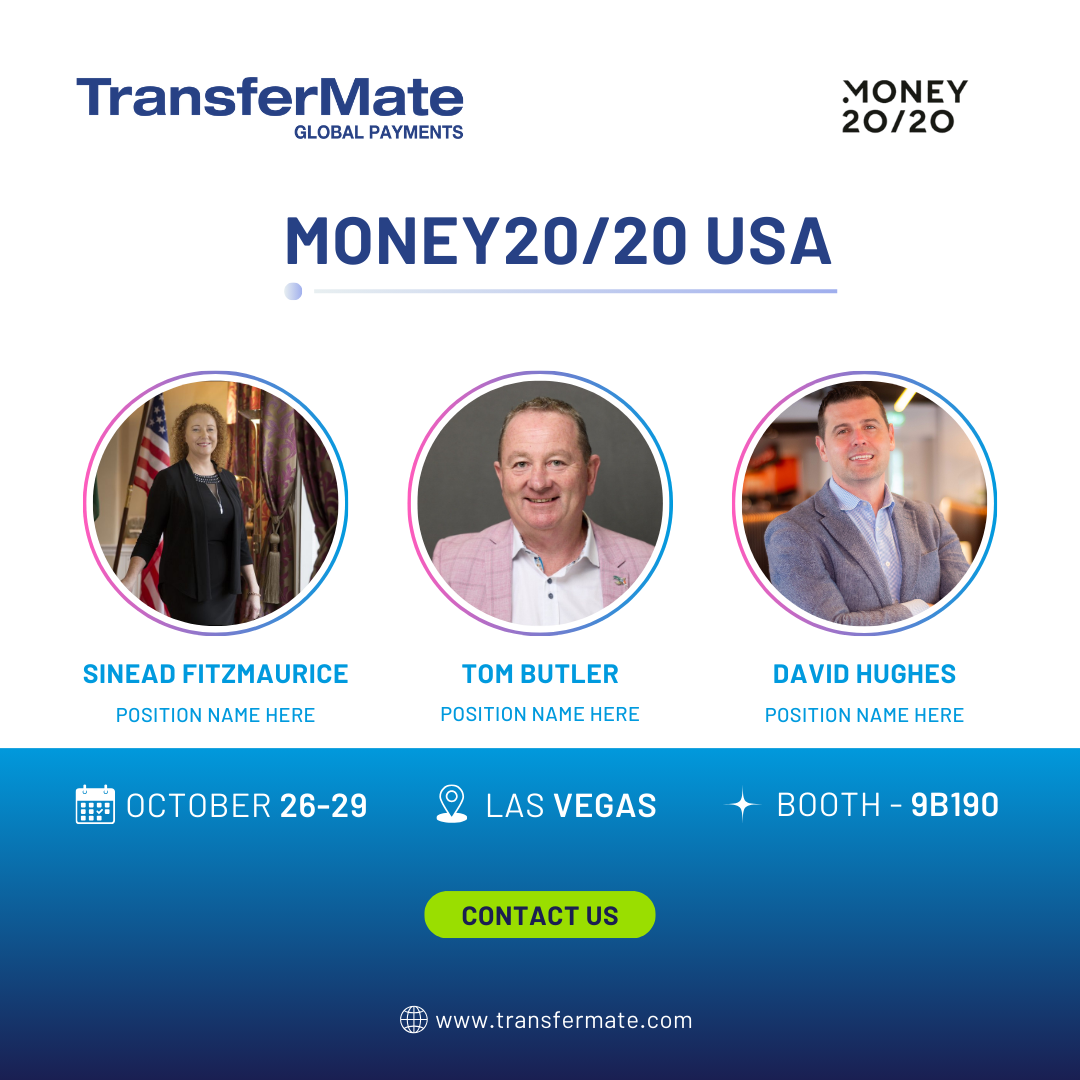 TransferMate
GLOBAL PAYMENTS
MONEY
20/20
MONEY20/20 USA
SINEAD FITZMAURICE
POSITION NAME HERE
TOM BUTLER
POSITION NAME HERE
DAVID HUGHES
POSITION NAME HERE
OCTOBER 26-29
LAS VEGAS
BOOTH - 9B190
CONTACT US
www.transfermate.com